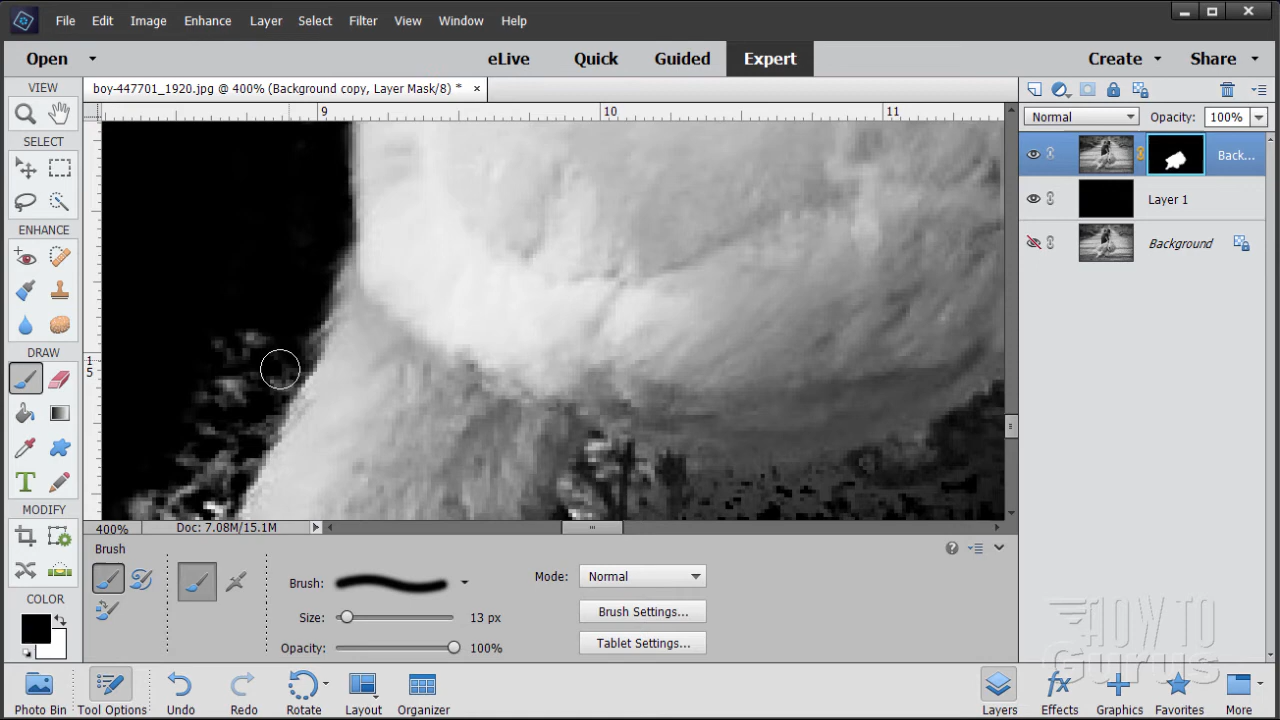 File Edit Image Enhance Layer Select Filter View Window Help
Open eLive Quick Guided Expert Create Share
VIEW boy-447701_1920.jpg @ 400% (Background copy, Layer Mask/8) * ×
9 10 11
Normal Opacity: 100%
SELECT
Back...
Layer 1
ENHANCE
Background
DRAW
1
5
T
MODIFY
400% Doc: 7.08M/15.1M
Brush
Brush: Mode: Normal
COLOR
Size: 13 px Brush Settings...
Opacity: 100% Tablet Settings...
HOW TO
Gurus
Photo Bin Tool Options Undo Redo Rotate Layout Organizer Layers fx Effects Graphics Favorites More